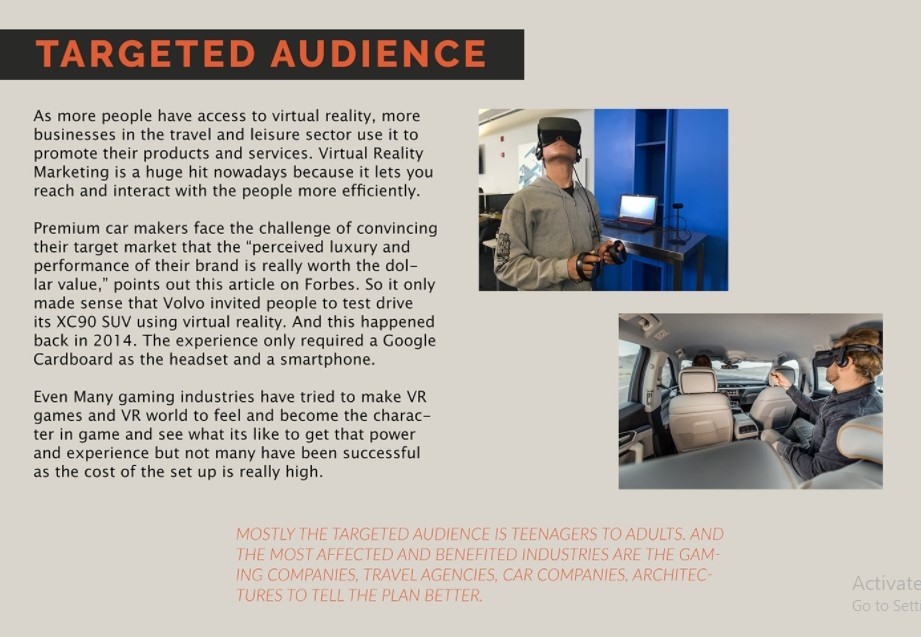 TARGETED AUDIENCE
As more people have access to virtual reality, more
businesses in the travel and leisure sector use it to
promote their products and services. Virtual Reality
Marketing is a huge hit nowadays because it lets you
reach and interact with the people more efficiently.
Premium car makers face the challenge of convincing
their target market that the “perceived luxury and
performance of their brand is really worth the dol-
lar value,” points out this article on Forbes. So it only
made sense that Volvo invited people to test drive
its XC90 SUV using virtual reality. And this happened
back in 2014. The experience only required a Google
Cardboard as the headset and a smartphone.
Even Many gaming industries have tried to make VR
games and VR world to feel and become the charac-
ter in game and see what its like to get that power
and experience but not many have been successful
as the cost of the set up is really high.
MOSTLY THE TARGETED AUDIENCE IS TEENAGERS TO ADULTS. AND
THE MOST AFFECTED AND BENEFITED INDUSTRIES ARE THE GAM-
ING COMPANIES, TRAVEL AGENCIES, CAR COMPANIES, ARCHITEC-
TURES TO TELL THE PLAN BETTER.
Activate
Go to Setti